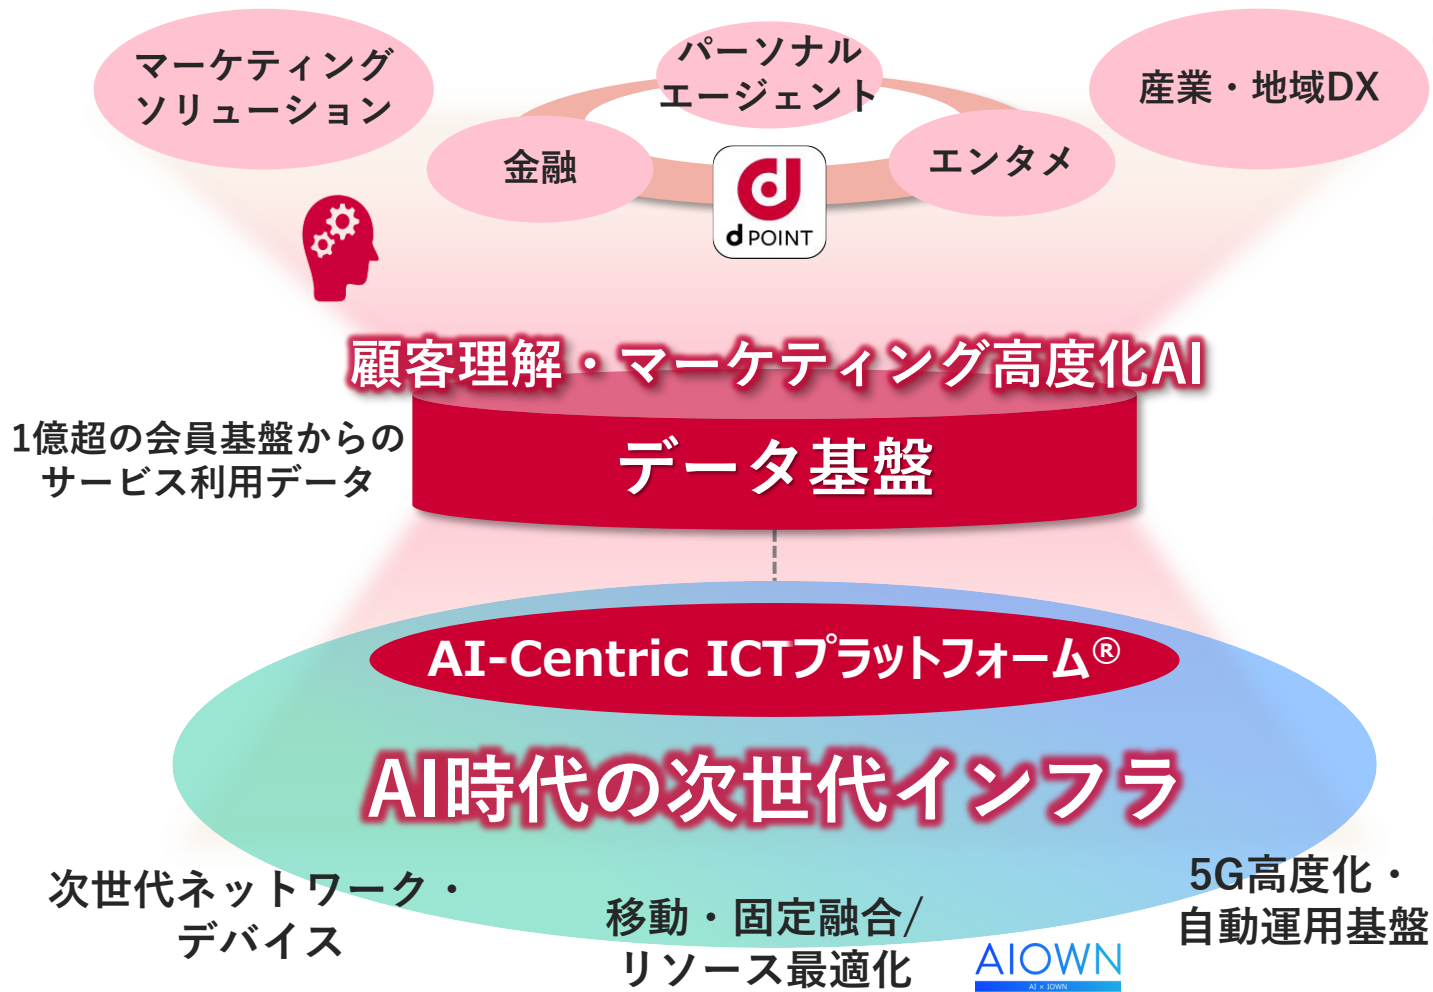 マーケティング
ソリューション
パーソナル
エージェント
産業・地域DX
金融
エンタメ
d POINT
顧客理解・マーケティング高度化AI
1億超の会員基盤からの
サービス利用データ
データ基盤
AI-Centric ICTプラットフォーム®
AI時代の次世代インフラ
次世代ネットワーク・
デバイス
移動・固定融合/
リソース最適化
5G高度化・
自動運用基盤
AIOWN
AI × IOWN